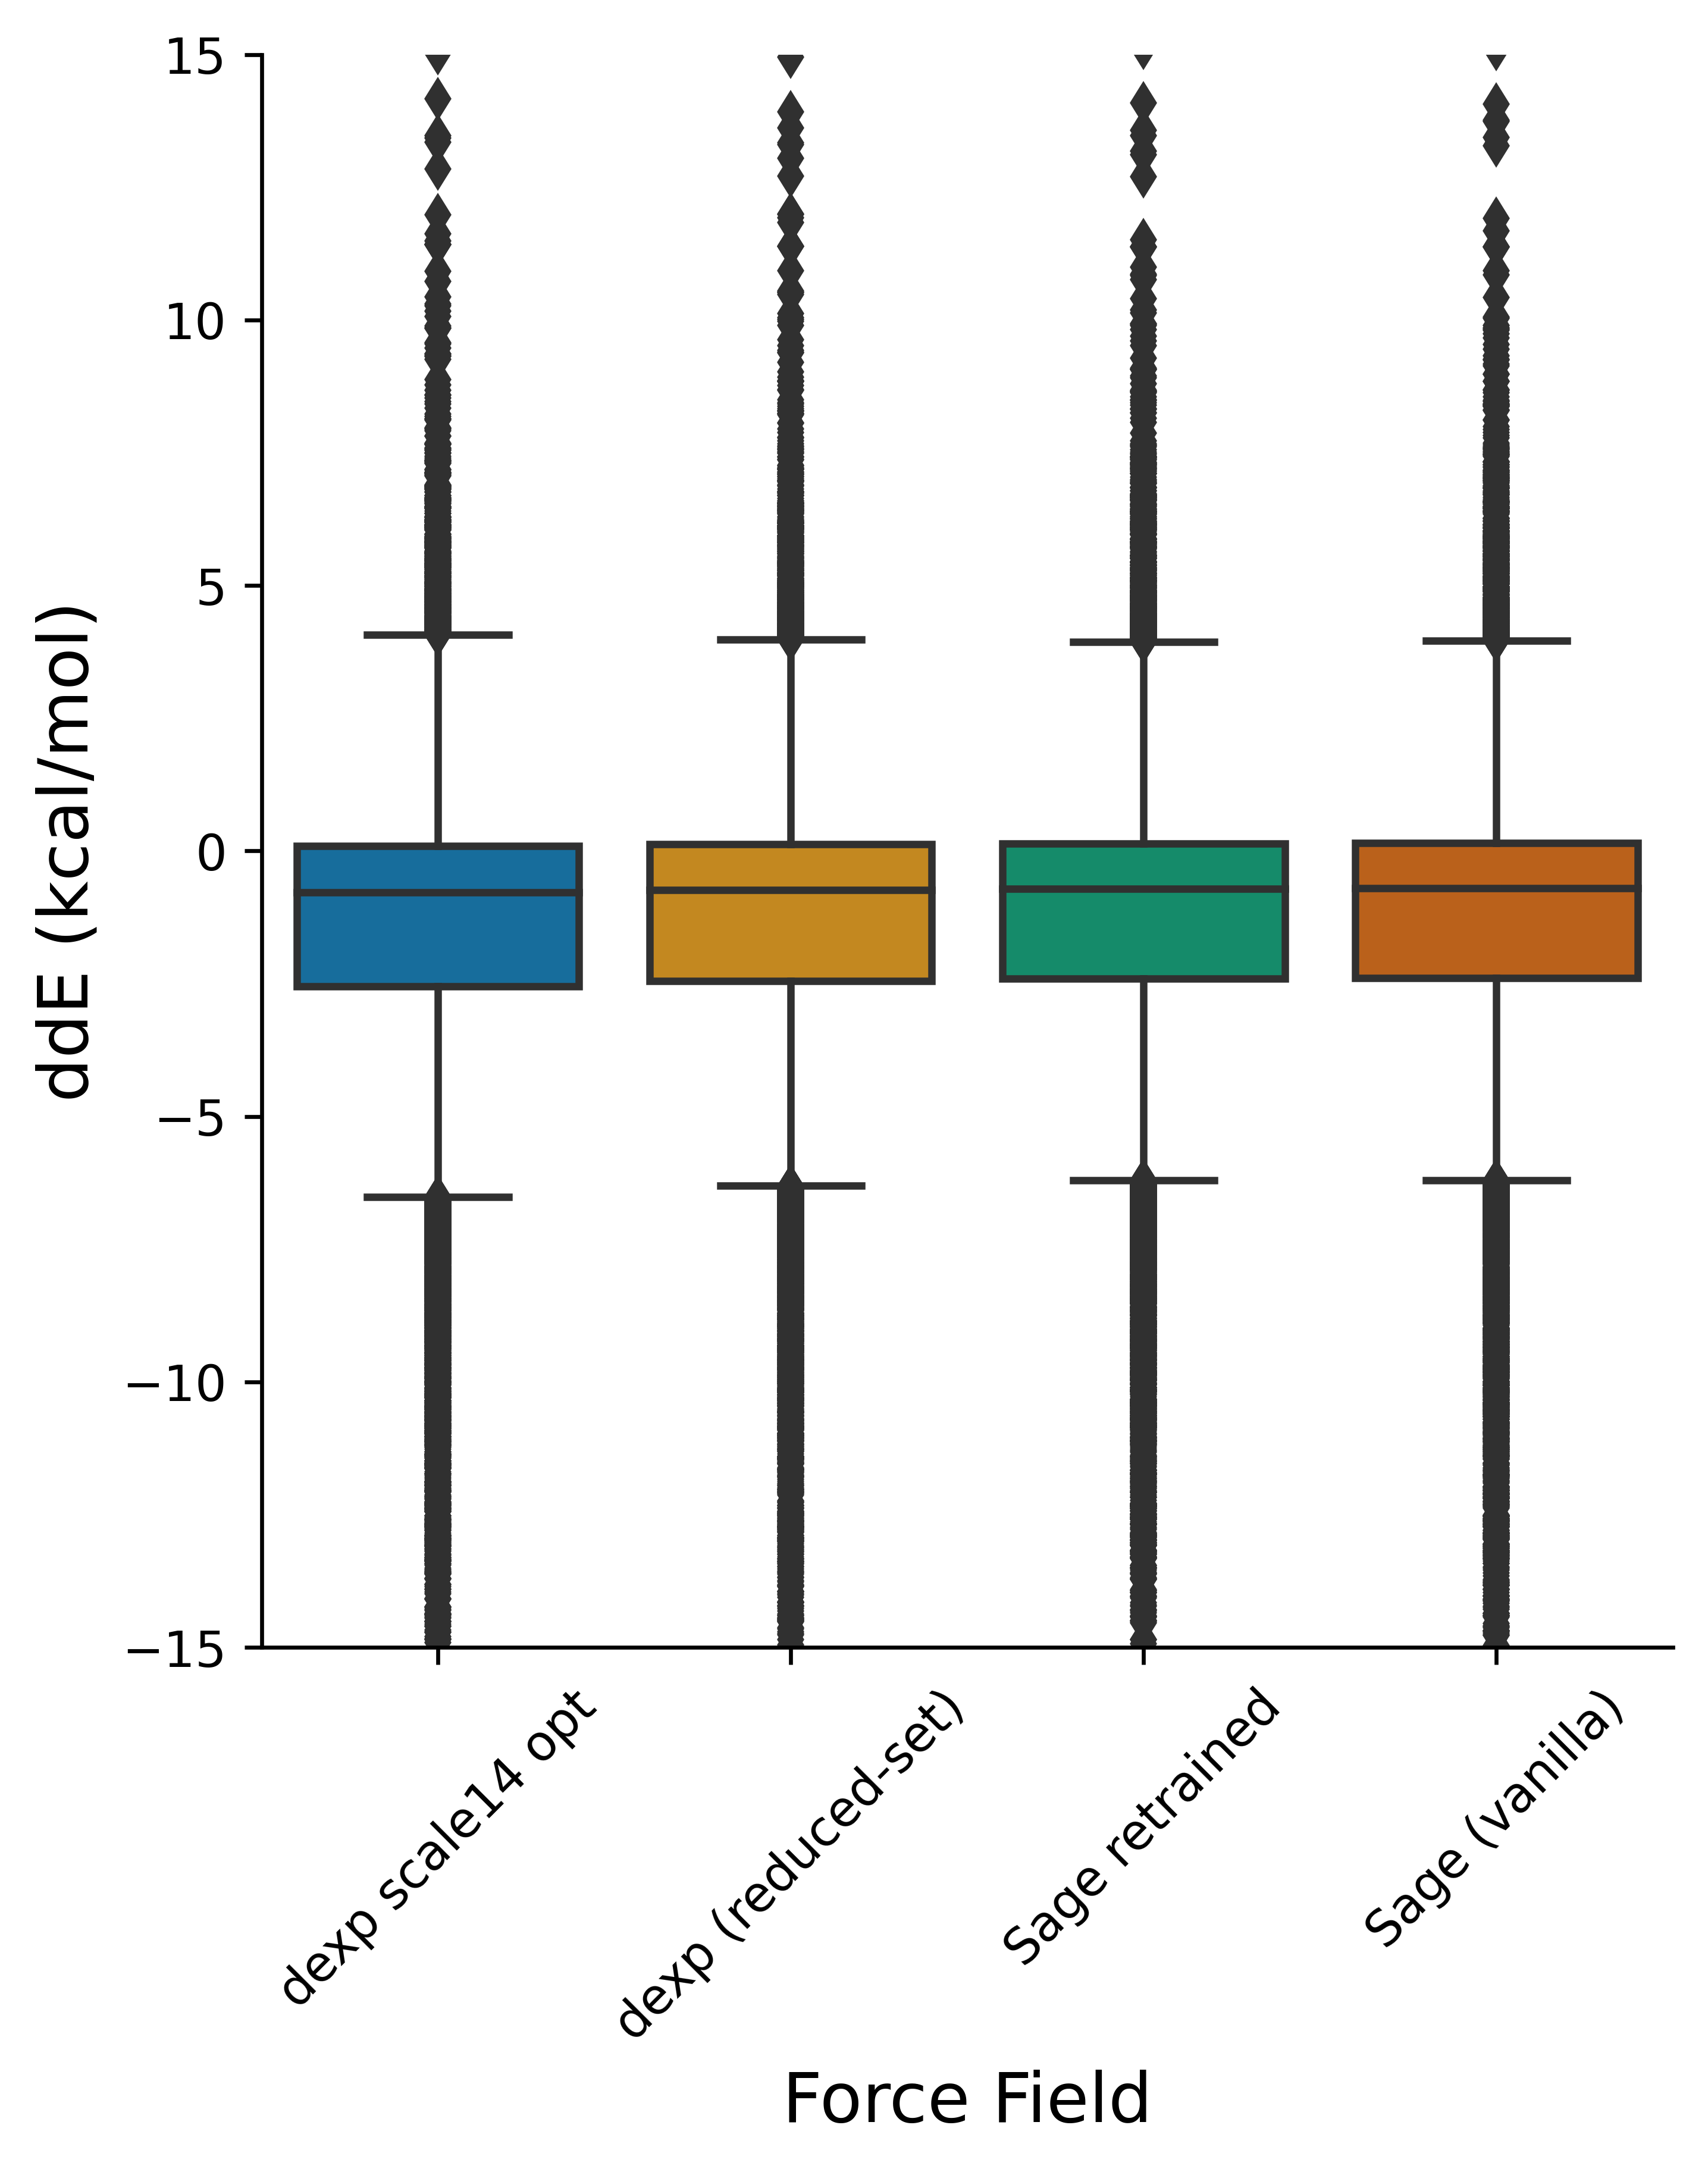 ddE (kcal/mol)
15
10
5
0
−5
−10
−15
dexp scale14 opt
dexp (reduced-set)
Sage retrained
Sage (vanilla)
Force Field